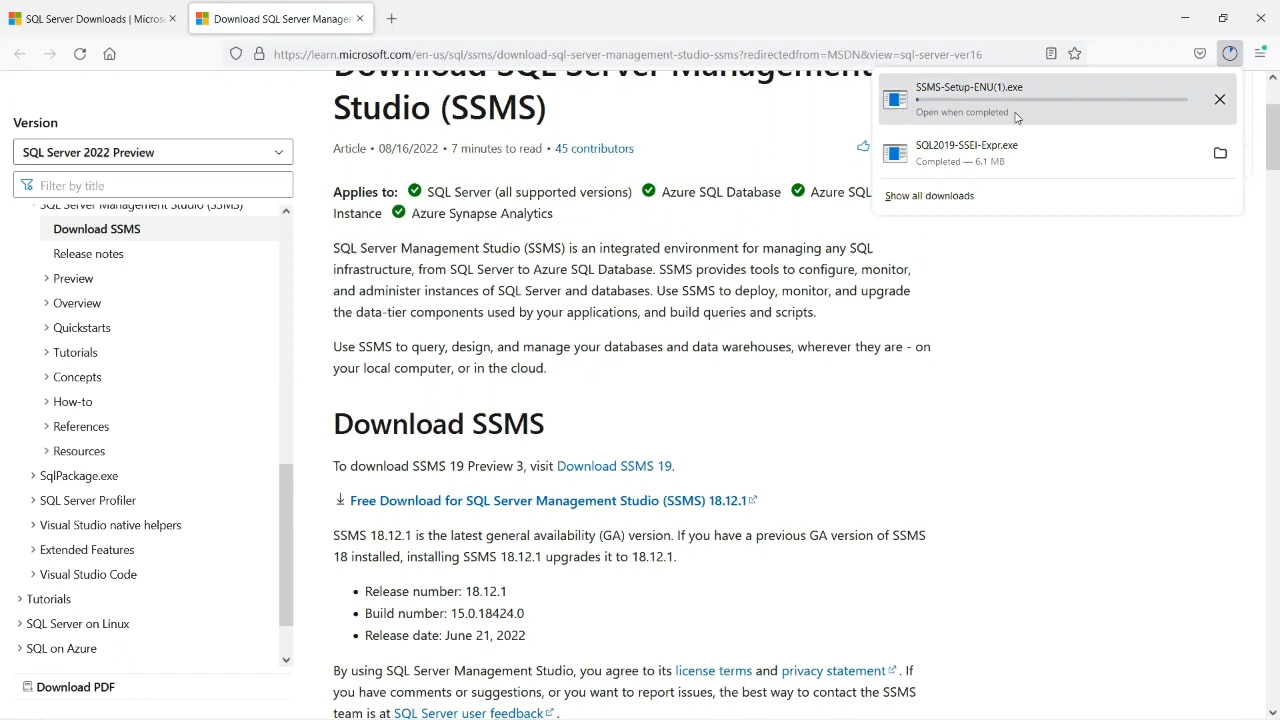 SQL Server Downloads | Micros
Download SQL Server Managemen
https://learn.microsoft.com/en-us/sql/ssms/download-sql-server-management-studio-ssms?redirectedfrom=MSDN&view=sql-server-ver16
SSMS-Setup-ENU(1).exe
Open when completed
SQL2019-SSEI-Expr.exe
Completed — 6.1 MB
Show all downloads
Version
SQL Server 2022 Preview
Filter by title
SQL Server Management Studio (SSMS)
Download SSMS
Release notes
Preview
Overview
Quickstarts
Tutorials
Concepts
How-to
References
Resources
SqlPackage.exe
SQL Server Profiler
Visual Studio native helpers
Extended Features
Visual Studio Code
Tutorials
SQL Server on Linux
SQL on Azure
Download PDF
Download SQL Server Management
Studio (SSMS)
Article • 08/16/2022 • 7 minutes to read • 45 contributors
Applies to: SQL Server (all supported versions) Azure SQL Database Azure SQL
Instance Azure Synapse Analytics
SQL Server Management Studio (SSMS) is an integrated environment for managing any SQL
infrastructure, from SQL Server to Azure SQL Database. SSMS provides tools to configure, monitor,
and administer instances of SQL Server and databases. Use SSMS to deploy, monitor, and upgrade
the data-tier components used by your applications, and build queries and scripts.
Use SSMS to query, design, and manage your databases and data warehouses, wherever they are - on
your local computer, or in the cloud.
Download SSMS
To download SSMS 19 Preview 3, visit Download SSMS 19.
Free Download for SQL Server Management Studio (SSMS) 18.12.1
SSMS 18.12.1 is the latest general availability (GA) version. If you have a previous GA version of SSMS
18 installed, installing SSMS 18.12.1 upgrades it to 18.12.1.
• Release number: 18.12.1
• Build number: 15.0.18424.0
• Release date: June 21, 2022
By using SQL Server Management Studio, you agree to its license terms and privacy statement. If
you have comments or suggestions, or you want to report issues, the best way to contact the SSMS
team is at SQL Server user feedback.